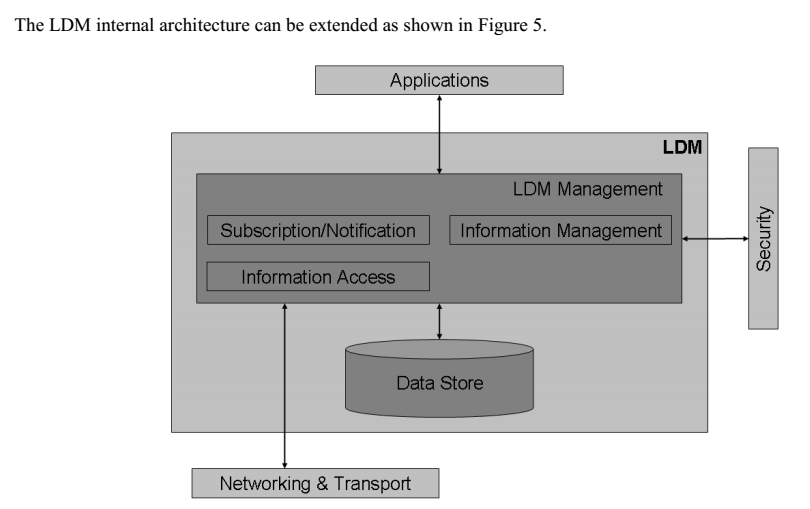 The LDM internal architecture can be extended as shown in Figure 5.
Applications
LDM
LDM Management
Subscription/Notification
Information Management
Information Access
Security
Data Store
Networking & Transport